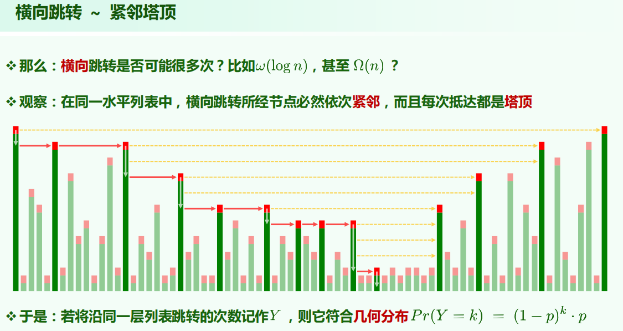 横向跳转 ~ 紧邻塔顶
❖ 那么：横向跳转是否可能很多次？比如ω(log n)，甚至 Ω(n) ？
❖ 观察：在同一水平列表中，横向跳转所经节点必然依次紧邻，而且每次抵达都是塔顶
❖ 于是：若将沿同一层列表跳转的次数记作Y ，则它符合几何分布 Pr(Y = k) = (1 − p)^k · p